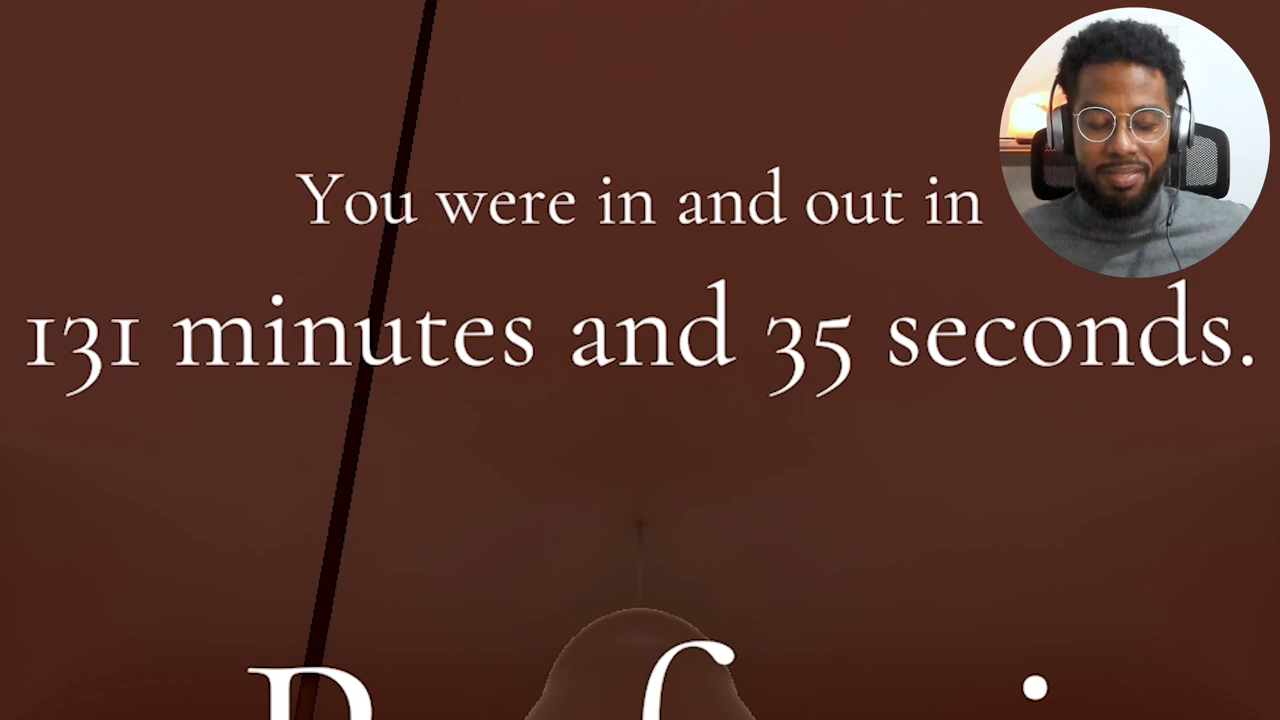 You were in and out in
131 minutes and 35 seconds.